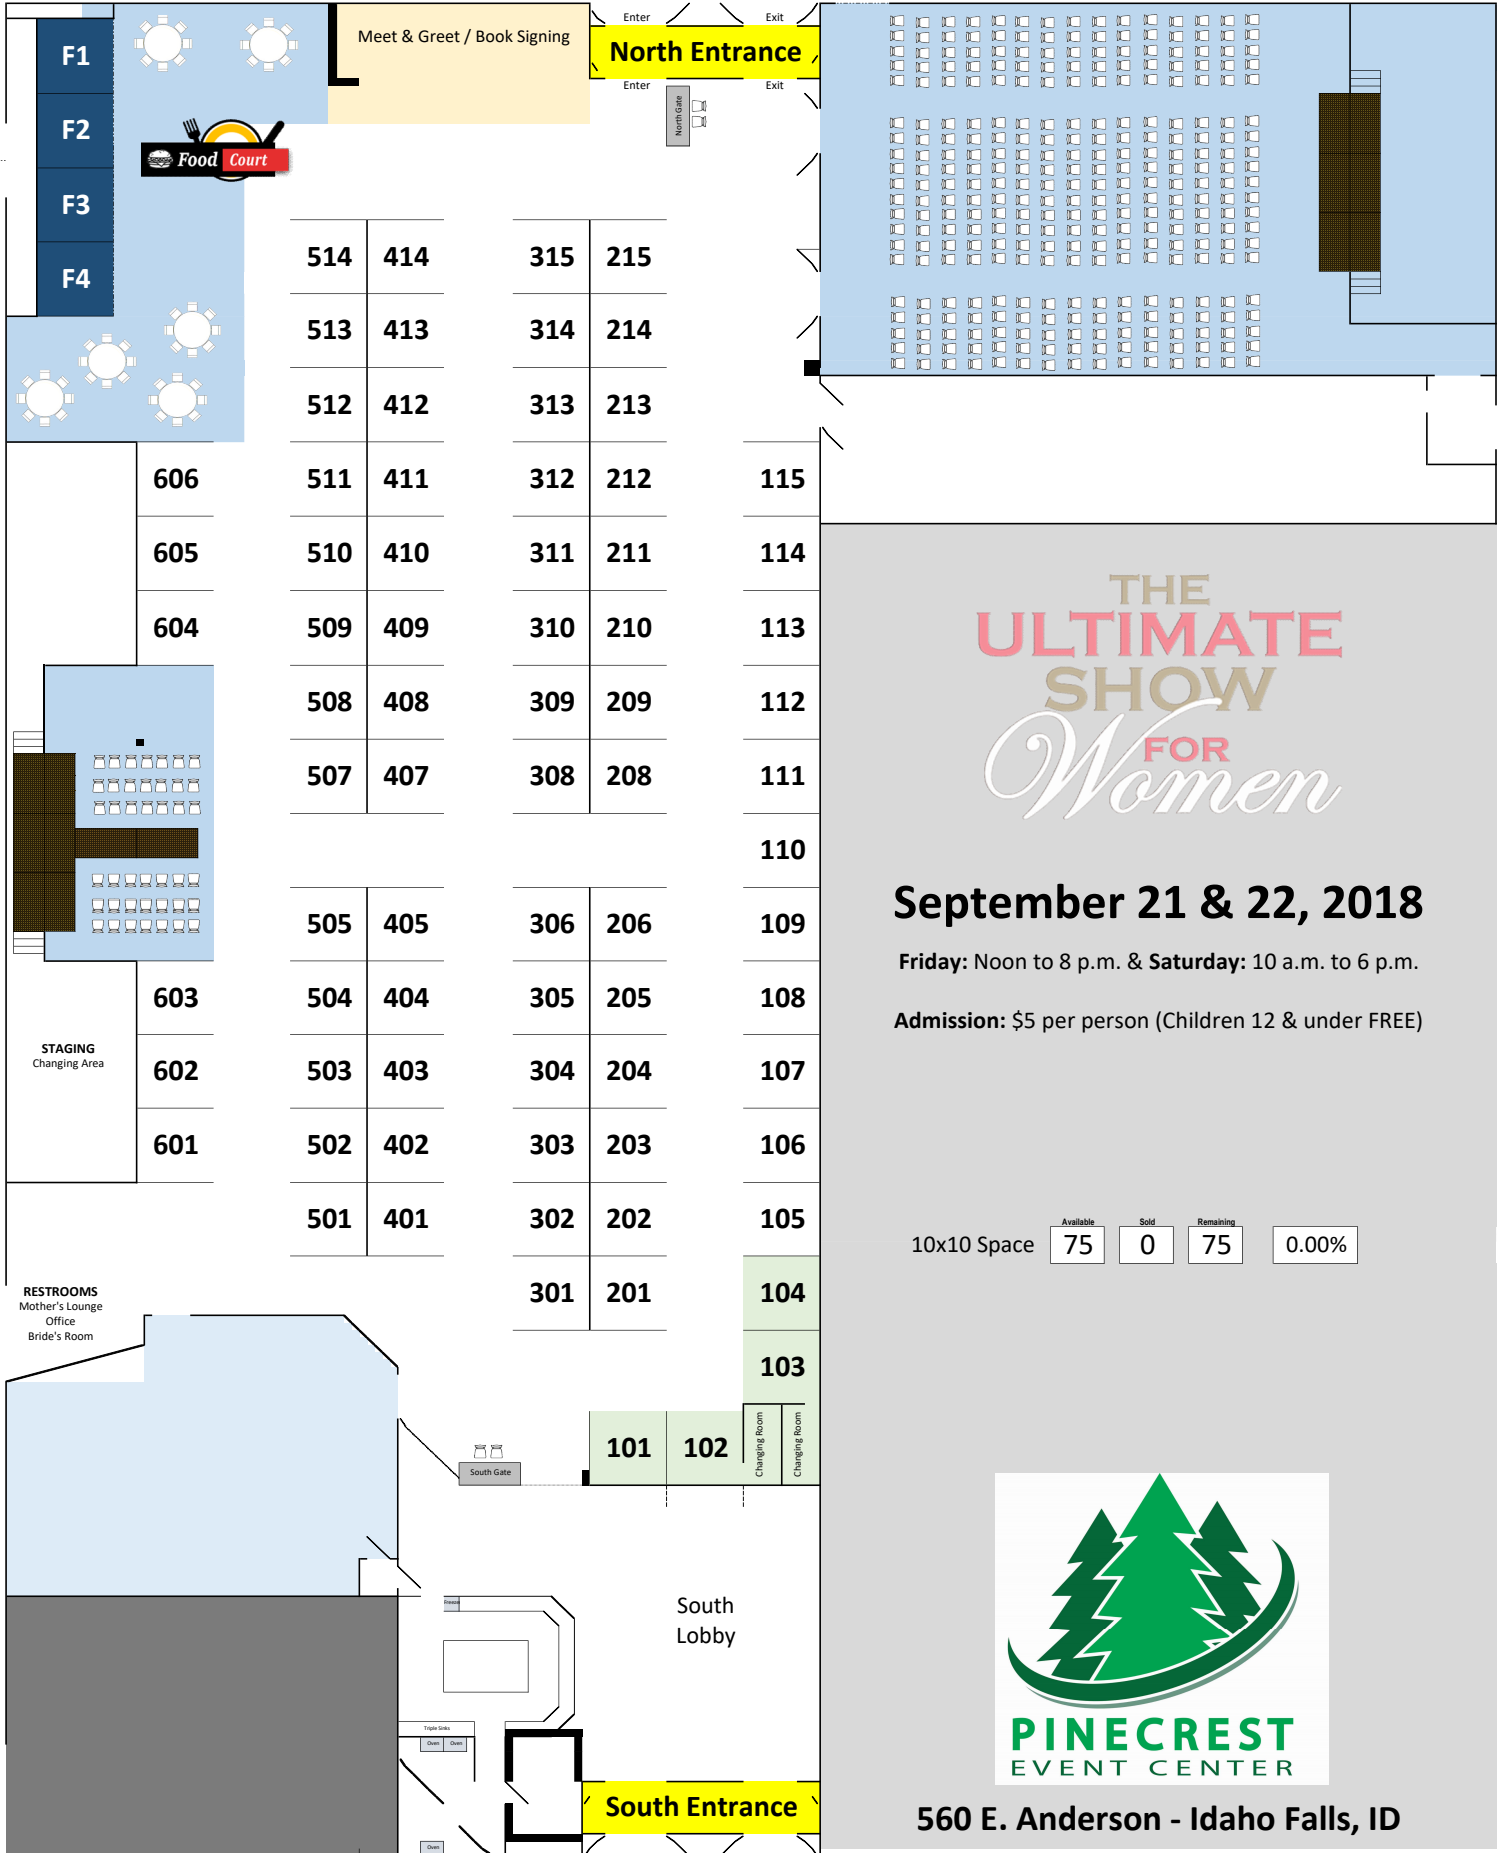 Enter
Exit
Meet & Greet / Book Signing
North Entrance
Enter
Exit
North Gate
F1
F2
F3
F4
Food Court
514 414 315 215
513 413 314 214
512 412 313 213
606 511 411 312 212 115
605 510 410 311 211 114
604 509 409 310 210 113
508 408 309 209 112
507 407 308 208 111
110
505 405 306 206 109
603 504 404 305 205 108
602 503 403 304 204 107
601 502 402 303 203 106
501 401 302 202 105
301 201 104
103
101 102
Changing Room
Changing Room
STAGING
Changing Area
RESTROOMS
Mother's Lounge
Office
Bride's Room
South Gate
South
Lobby
Freezer
Triple Sinks
Oven Oven
Oven
South Entrance
THE
ULTIMATE
SHOW
FOR
Women
September 21 & 22, 2018
Friday: Noon to 8 p.m. & Saturday: 10 a.m. to 6 p.m.
Admission: $5 per person (Children 12 & under FREE)
Available Sold Remaining
10x10 Space 75 0 75 0.00%
PINECREST
EVENT CENTER
560 E. Anderson - Idaho Falls, ID